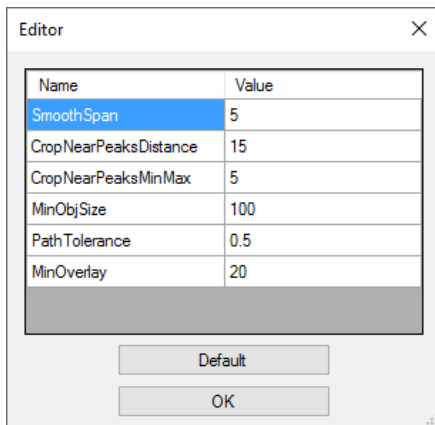 Editor
Name Value
SmoothSpan 5
CropNearPeaksDistance 15
CropNearPeaksMinMax 5
MinObjSize 100
PathTolerance 0.5
MinOverlay 20
Default
OK